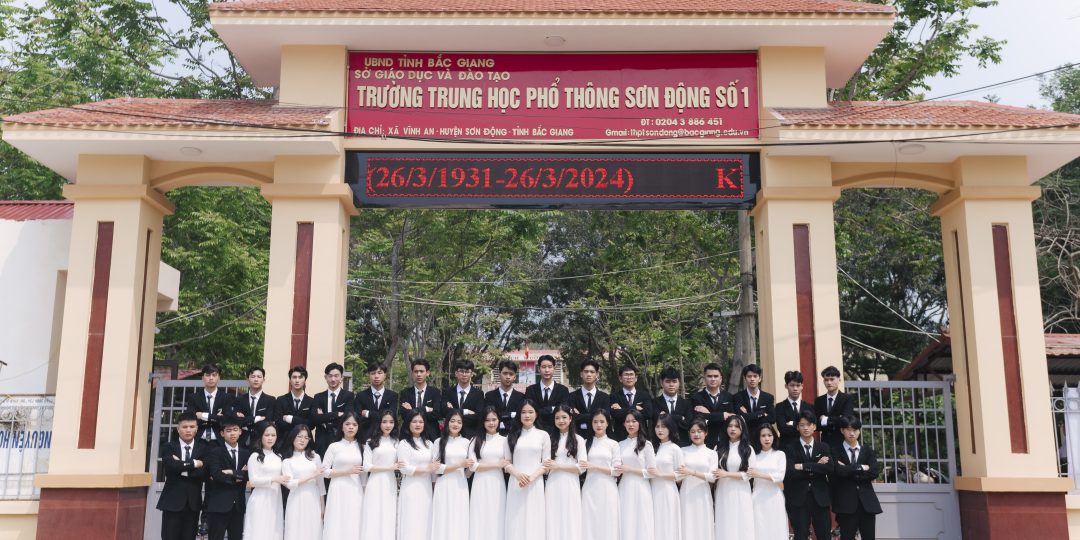 UBND TỈNH BẮC GIANG
SỞ GIÁO DỤC VÀ ĐÀO TẠO
TRƯỜNG TRUNG HỌC PHỔ THÔNG SƠN ĐỘNG SỐ 1
ĐT: 0204 3 886 451
ĐỊA CHỈ: XÃ VĨNH AN - HUYỆN SƠN ĐỘNG - TỈNH BẮC GIANG
Gmai: thptsondong@bacgiang.edu.vn
(26/3/1931-26/3/2024) K
NGUYỄN